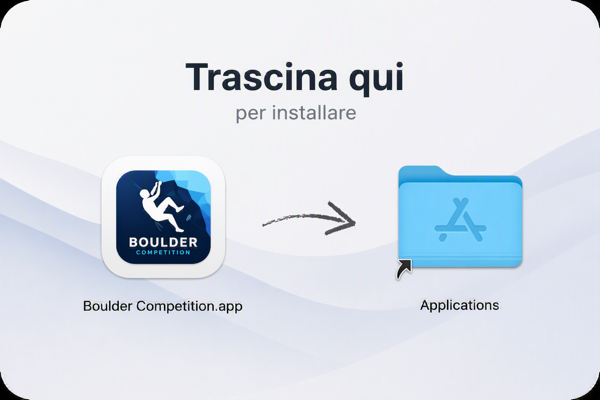 Trascina qui
per installare
BOULDER
COMPETITION
Boulder Competition.app
Applications